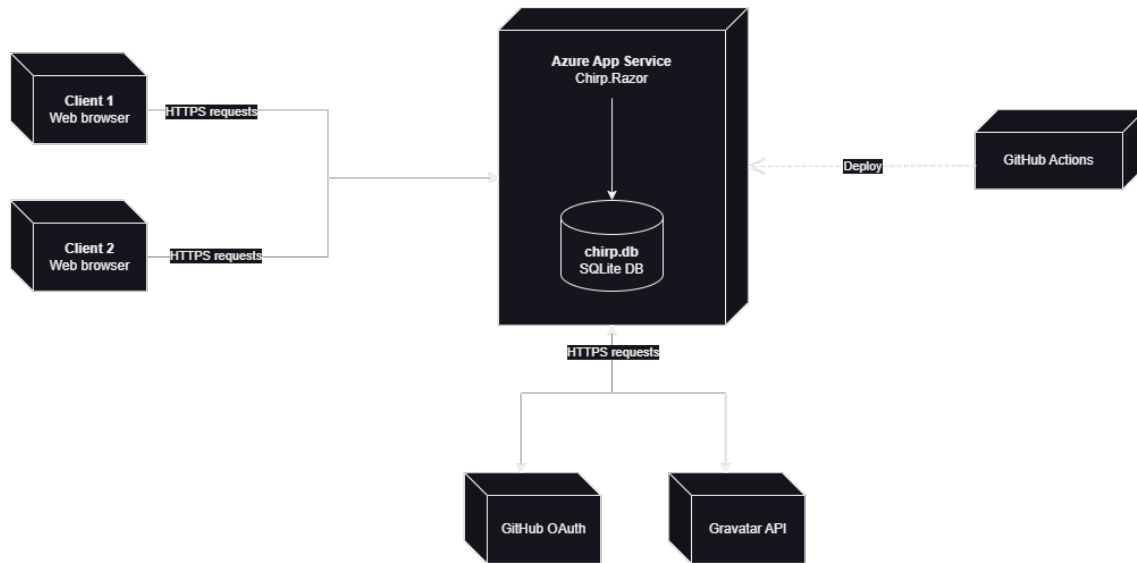 Azure App Service
Chirp.Razor
Client 1
Web browser
HTTPS requests
GitHub Actions
Deploy
Client 2
Web browser
HTTPS requests
chirp.db
SQLite DB
HTTPS requests
GitHub OAuth
Gravatar API